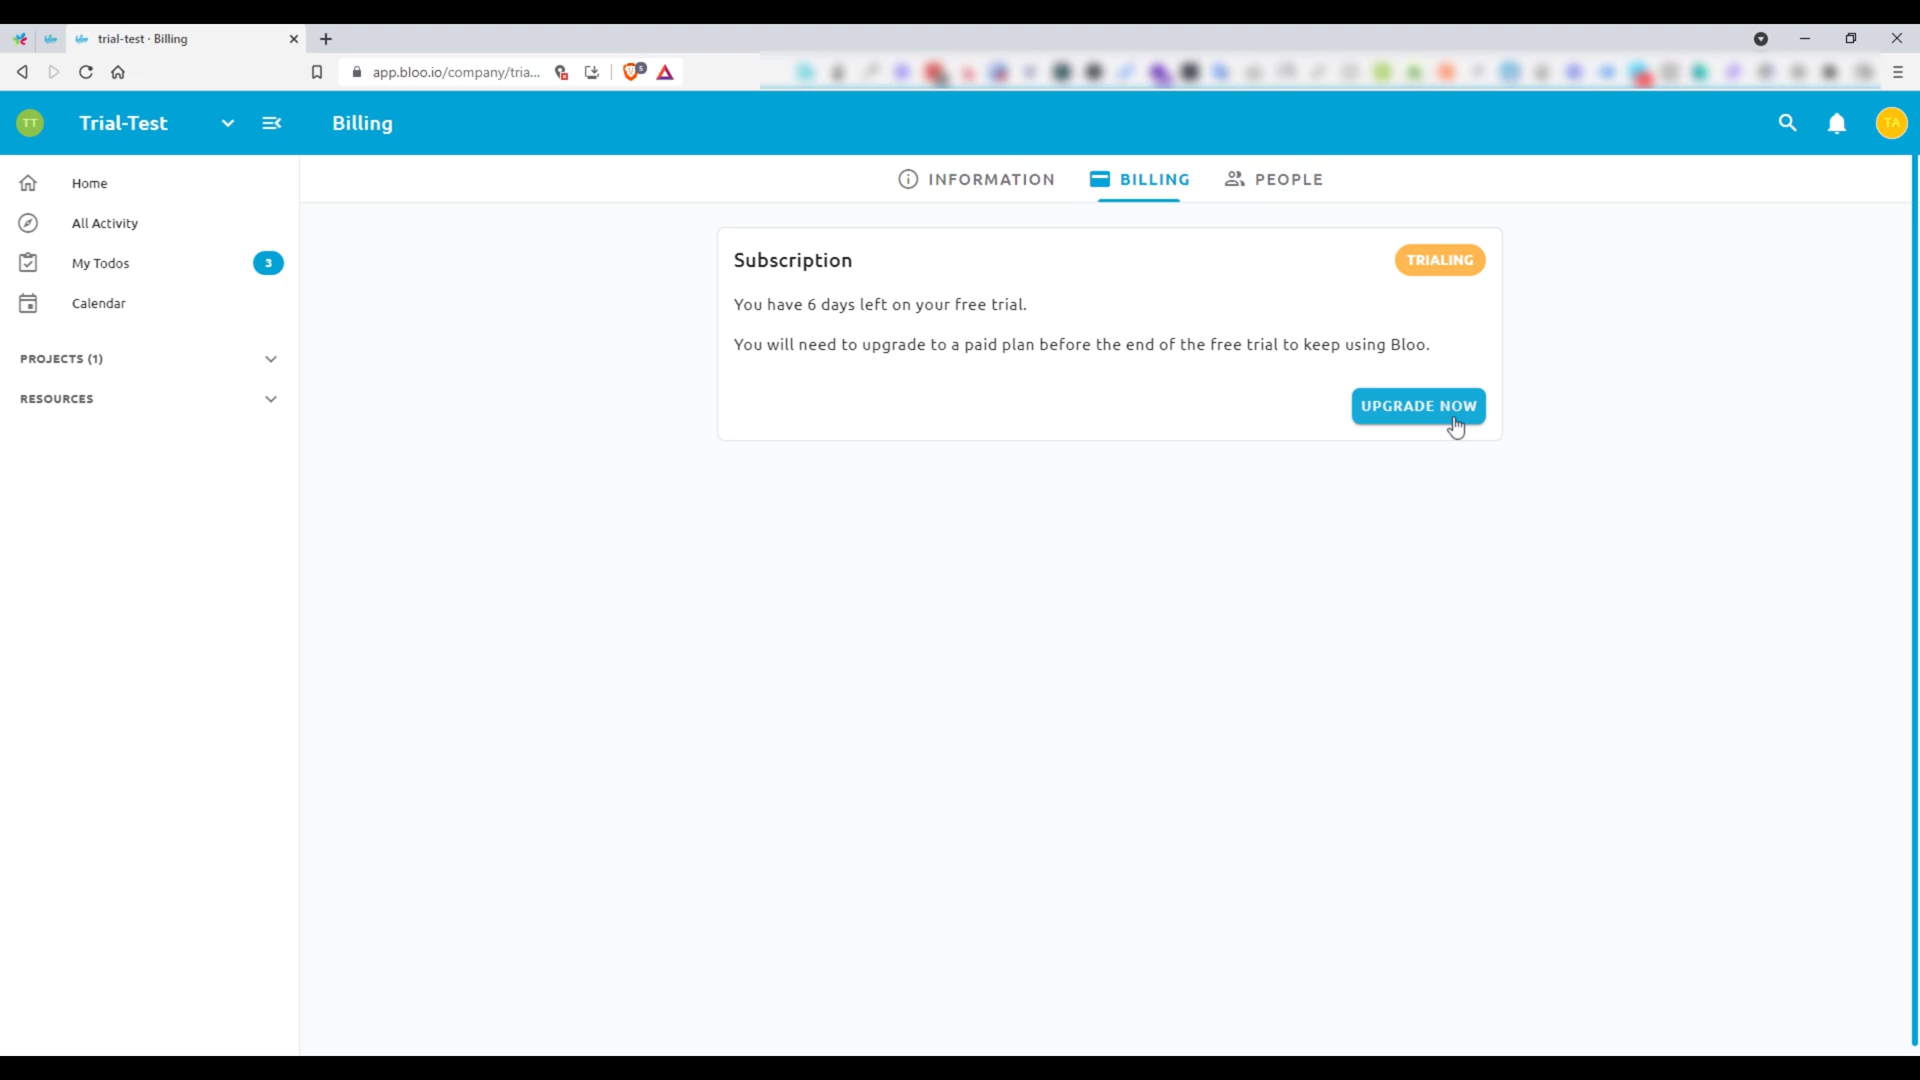 trial-test · Billing
app.bloo.io/company/tria...
5
TT
Trial-Test
Billing
TA
Home
All Activity
My Todos
3
Calendar
PROJECTS (1)
RESOURCES
INFORMATION
BILLING
PEOPLE
Subscription
TRIALING
You have 6 days left on your free trial.
You will need to upgrade to a paid plan before the end of the free trial to keep using Bloo.
UPGRADE NOW